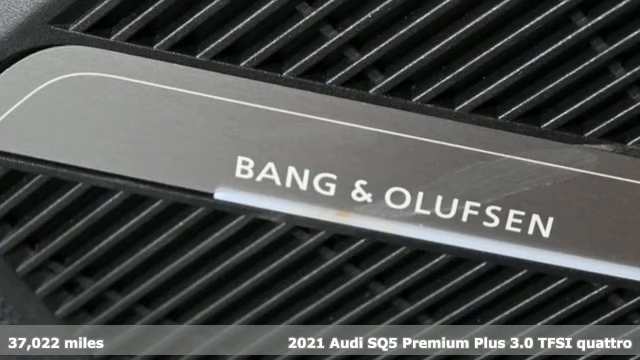 BANG & OLUFSEN
37,022 miles
2021 Audi SQ5 Premium Plus 3.0 TFSI quattro